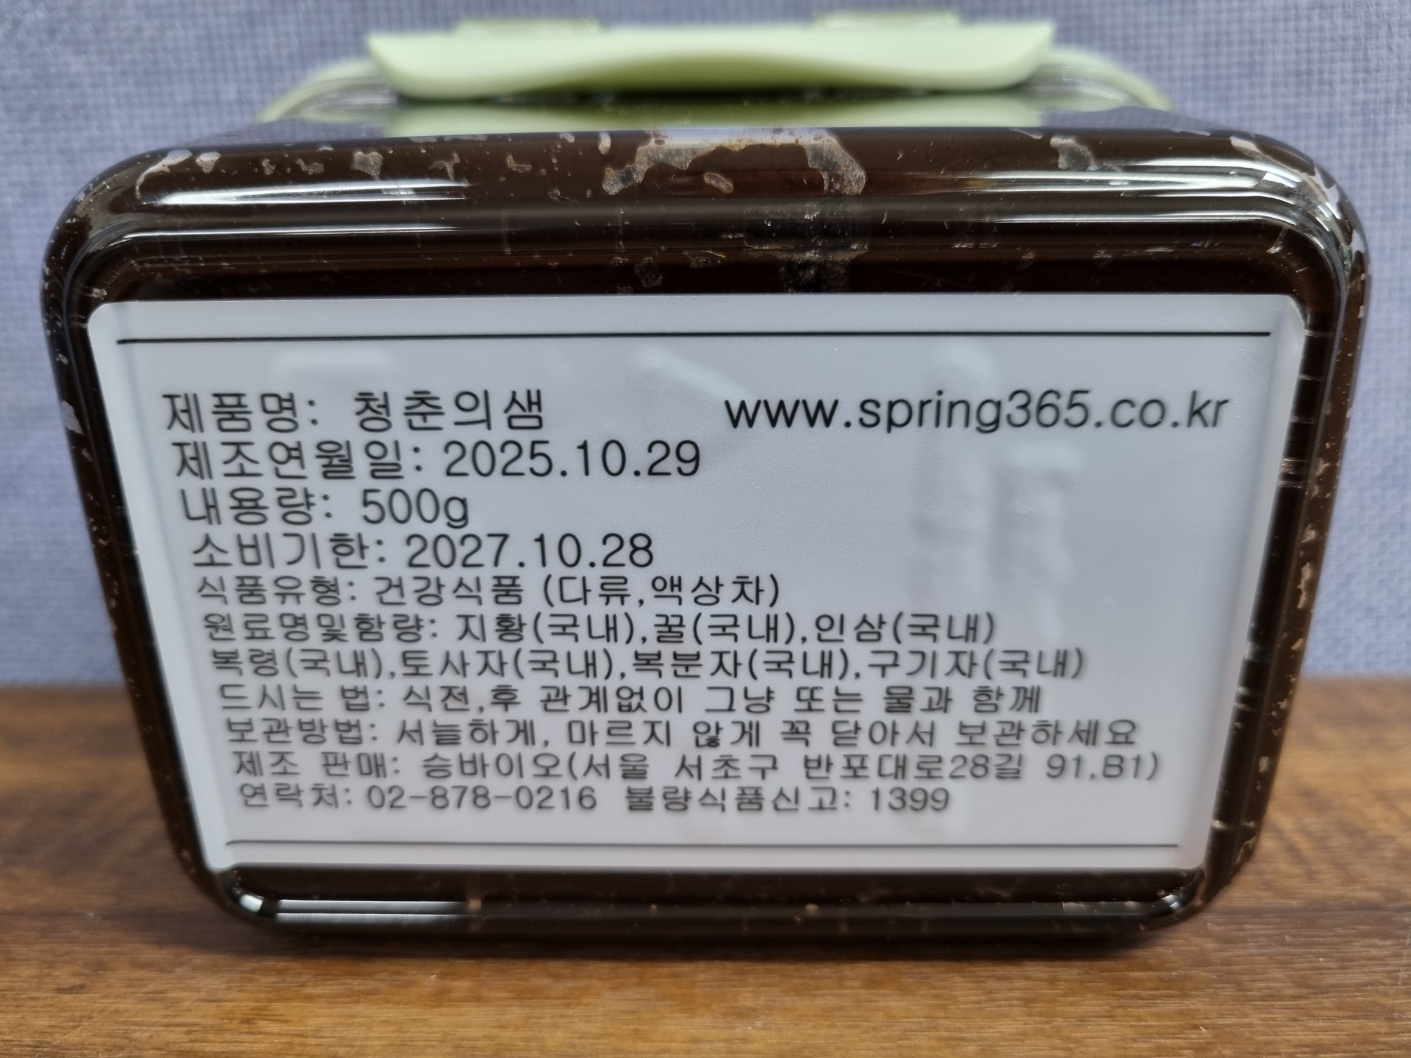 제품명: 청춘의샘 www.spring365.co.kr
제조연월일: 2025.10.29
내용량: 500g
소비기한: 2027.10.28
식품유형: 건강식품 (다류,액상차)
원료명및함량: 지황(국내),꿀(국내),인삼(국내)
복령(국내),토사자(국내),복분자(국내),구기자(국내)
드시는 법: 식전,후 관계없이 그냥 또는 물과 함께
보관방법: 서늘하게, 마르지 않게 꼭 닫아서 보관하세요
제조 판매: 승바이오(서울 서초구 반포대로28길 91,B1)
연락처: 02-878-0216 불량식품신고: 1399